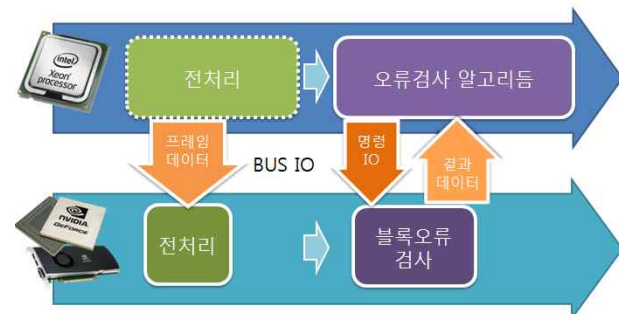 intel
Xeon
processor
전처리
오류검사 알고리듬
프레임
데이터
BUS IO
명령
IO
결과
데이터
NVIDIA
GEFORCE
전처리
블록오류
검사